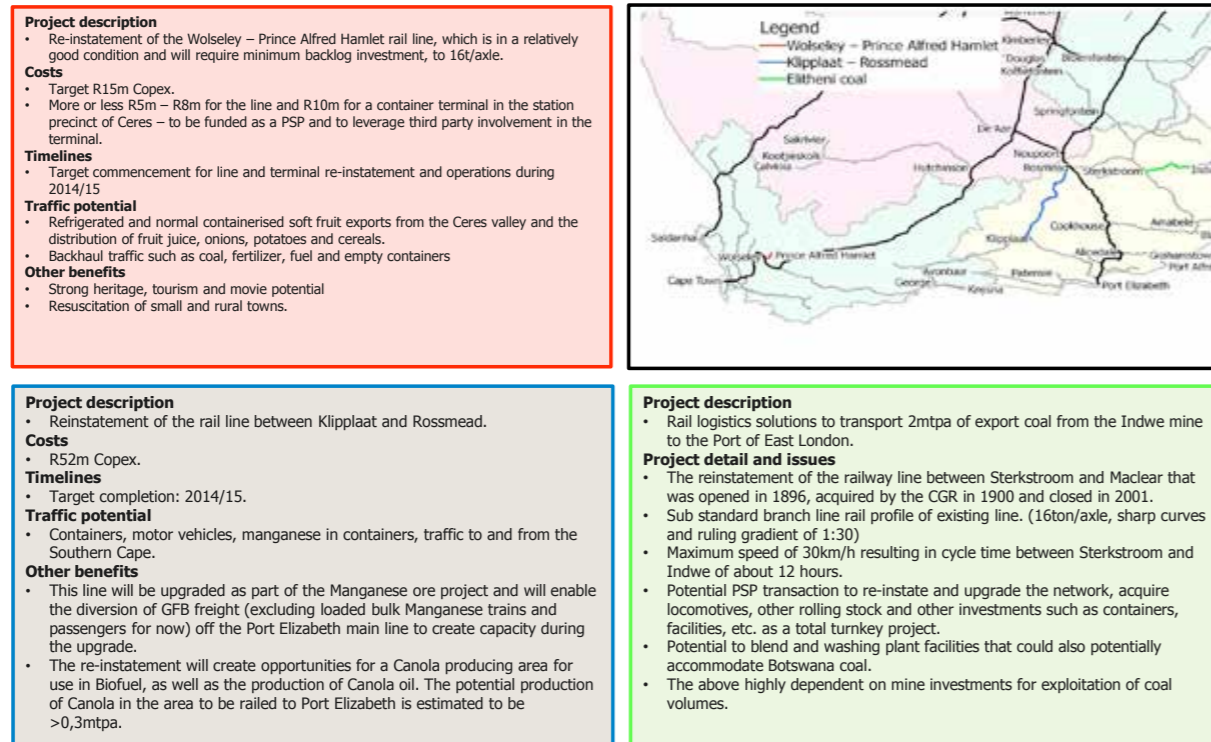 Project description
• Re-instatement of the Wolseley – Prince Alfred Hamlet rail line, which is in a relatively
good condition and will require minimum backlog investment, to 16t/axle.
Costs
• Target R15m Copex.
• More or less R5m – R8m for the line and R10m for a container terminal in the station
precinct of Ceres – to be funded as a PSP and to leverage third party involvement in the
terminal.
Timelines
• Target commencement for line and terminal re-instatement and operations during
2014/15
Traffic potential
• Refrigerated and normal containerised soft fruit exports from the Ceres valley and the
distribution of fruit juice, onions, potatoes and cereals.
• Backhaul traffic such as coal, fertilizer, fuel and empty containers
Other benefits
• Strong heritage, tourism and movie potential
• Resuscitation of small and rural towns.
Legend
Wolseley – Prince Alfred Hamlet
Klipplaat – Rossmead
Elitheni coal
Kimberley
Douglas
Koffiefontein
Bloemfontein
Springfontein
De Aar
Sakrivier
Kootjieskolk
Calvinia
Hutchinson
Noupoort
Rosmead
Sterkstroom
Cookhouse
Amabele
Saldanha
Klipplaat
Alicedale
Grahamstown
Port Alfred
Wolseley
Prince Alfred Hamlet
Cape Town
Avontuur
Patensie
George
Knysna
Port Elizabeth
Project description
• Reinstatement of the rail line between Klipplaat and Rossmead.
Costs
• R52m Copex.
Timelines
• Target completion: 2014/15.
Traffic potential
• Containers, motor vehicles, manganese in containers, traffic to and from the
Southern Cape.
Other benefits
• This line will be upgraded as part of the Manganese ore project and will enable
the diversion of GFB freight (excluding loaded bulk Manganese trains and
passengers for now) off the Port Elizabeth main line to create capacity during
the upgrade.
• The re-instatement will create opportunities for a Canola producing area for
use in Biofuel, as well as the production of Canola oil. The potential production
of Canola in the area to be railed to Port Elizabeth is estimated to be
>0,3mtpa.
Project description
• Rail logistics solutions to transport 2mtpa of export coal from the Indwe mine
to the Port of East London.
Project detail and issues
• The reinstatement of the railway line between Sterkstroom and Maclear that
was opened in 1896, acquired by the CGR in 1900 and closed in 2001.
• Sub standard branch line rail profile of existing line. (16ton/axle, sharp curves
and ruling gradient of 1:30)
• Maximum speed of 30km/h resulting in cycle time between Sterkstroom and
Indwe of about 12 hours.
• Potential PSP transaction to re-instate and upgrade the network, acquire
locomotives, other rolling stock and other investments such as containers,
facilities, etc. as a total turnkey project.
• Potential to blend and washing plant facilities that could also potentially
accommodate Botswana coal.
• The above highly dependent on mine investments for exploitation of coal
volumes.